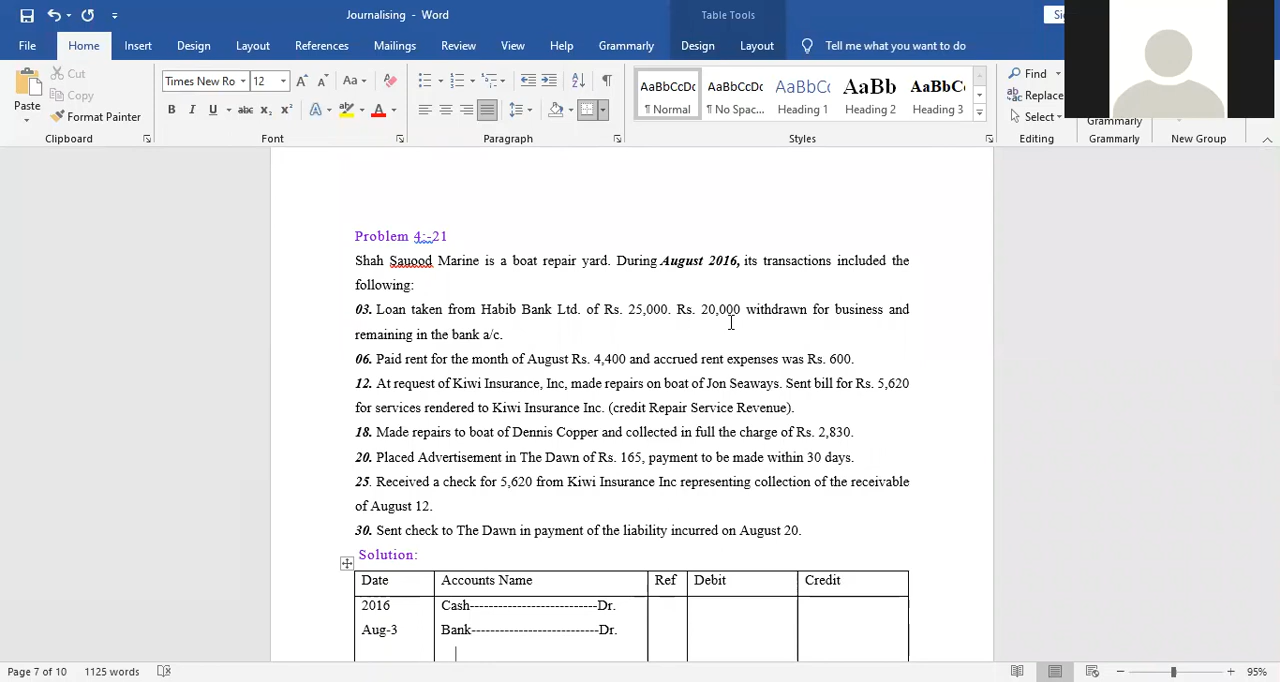 Journalising - Word
Table Tools
File Home Insert Design Layout References Mailings Review View Help Grammarly Design Layout Tell me what you want to do
Cut
Copy
Paste
Format Painter
Times New Ro 12
Aa
B I U abc x₂ x² A A
AaBbCcDc AaBbCcDc AaBbCc AaBb AaBbCc
¶ Normal ¶ No Spac... Heading 1 Heading 2 Heading 3
Find
Replace
Select
Grammarly
Clipboard Font Paragraph Styles Editing Grammarly New Group
Problem 4:-21
Shah Sauood Marine is a boat repair yard. During August 2016, its transactions included the
following:
03. Loan taken from Habib Bank Ltd. of Rs. 25,000. Rs. 20,000 withdrawn for business and
remaining in the bank a/c.
06. Paid rent for the month of August Rs. 4,400 and accrued rent expenses was Rs. 600.
12. At request of Kiwi Insurance, Inc, made repairs on boat of Jon Seaways. Sent bill for Rs. 5,620
for services rendered to Kiwi Insurance Inc. (credit Repair Service Revenue).
18. Made repairs to boat of Dennis Copper and collected in full the charge of Rs. 2,830.
20. Placed Advertisement in The Dawn of Rs. 165, payment to be made within 30 days.
25. Received a check for 5,620 from Kiwi Insurance Inc representing collection of the receivable
of August 12.
30. Sent check to The Dawn in payment of the liability incurred on August 20.
Solution:
Date Accounts Name Ref Debit Credit
2016 Cash---------------------------Dr.
Aug-3 Bank---------------------------Dr.
Page 7 of 10 1125 words 95%